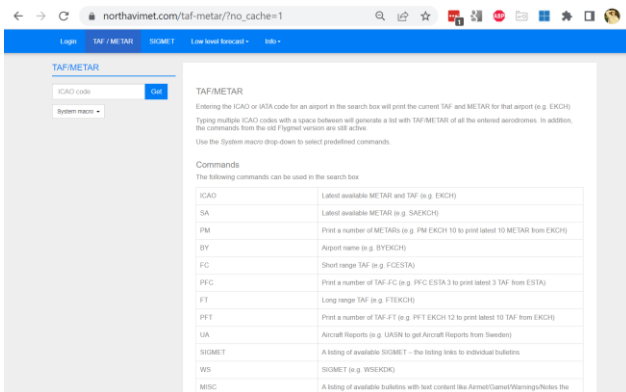 northavimet.com/taf-metar/?no_cache=1
1
ABP
Login TAF / METAR SIGMET Low level forecast Info
TAF/METAR
ICAO code Get
System macro
TAF/METAR
Entering the ICAO or IATA code for an airport in the search box will print the current TAF and METAR for that airport (e.g. EKCH)
Typing multiple ICAO codes with a space between will generate a list with TAF/METAR of all the entered aerodromes. In addition,
the commands from the old Flygmet version are still active.
Use the System macro drop-down to select predefined commands.
Commands
The following commands can be used in the search box
ICAO Latest available METAR and TAF (e.g. EKCH)
SA Latest available METAR (e.g. SAEKCH)
PM Print a number of METARs (e.g. PM EKCH 10 to print latest 10 METAR from EKCH)
BY Airport name (e.g. BYEKCH)
FC Short range TAF (e.g. FCESTA)
PFC Print a number of TAF-FC (e.g. PFC ESTA 3 to print latest 3 TAF from ESTA)
FT Long range TAF (e.g. FTEKCH)
PFT Print a number of TAF-FT (e.g. PFT EKCH 12 to print latest 10 TAF from EKCH)
UA Aircraft Reports (e.g. UASN to get Aircraft Reports from Sweden)
SIGMET A listing of available SIGMET – the listing links to individual bulletins
WS SIGMET (e.g. WSEKDK)
MISC A listing of available bulletins with text content like Airmet/Gamet/Warnings/Notes the